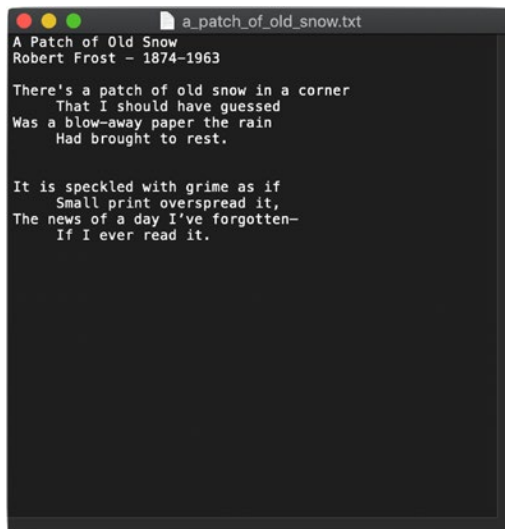 a_patch_of_old_snow.txt
A Patch of Old Snow
Robert Frost - 1874-1963
There's a patch of old snow in a corner
That I should have guessed
Was a blow-away paper the rain
Had brought to rest.
It is speckled with grime as if
Small print overspread it,
The news of a day I’ve forgotten—
If I ever read it.